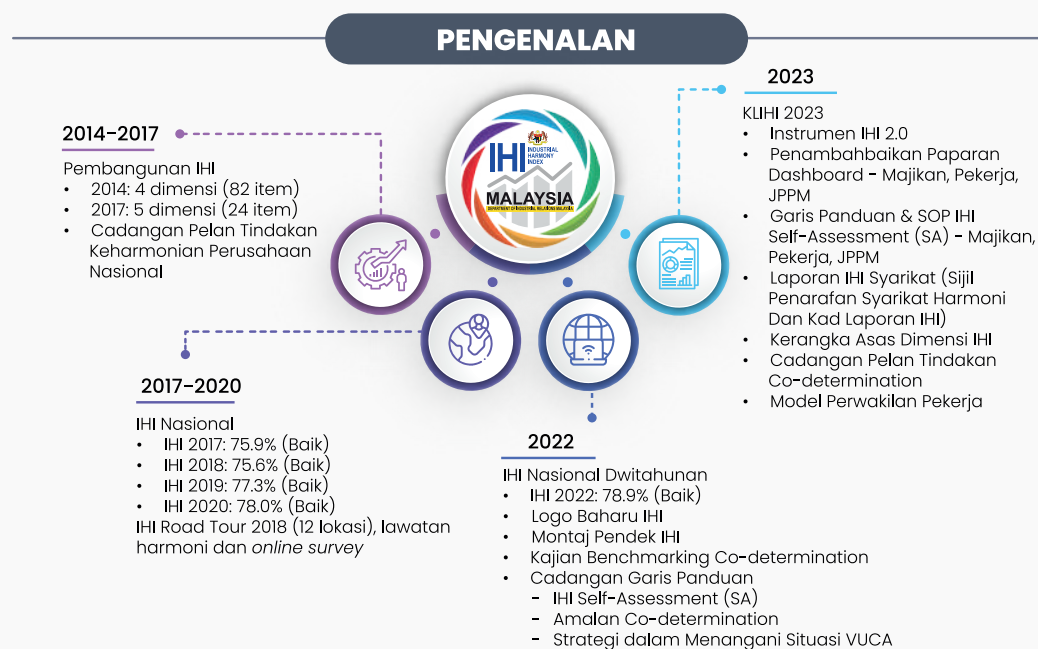 PENGENALAN
IHI
INDUSTRIAL
HARMONY
INDEX
MALAYSIA
DEPARTMENT OF INDUSTRIAL RELATIONS MALAYSIA
2014-2017
Pembangunan IHI
• 2014: 4 dimensi (82 item)
• 2017: 5 dimensi (24 item)
• Cadangan Pelan Tindakan
Keharmonian Perusahaan
Nasional
2017-2020
IHI Nasional
• IHI 2017: 75.9% (Baik)
• IHI 2018: 75.6% (Baik)
• IHI 2019: 77.3% (Baik)
• IHI 2020: 78.0% (Baik)
IHI Road Tour 2018 (12 lokasi), lawatan
harmoni dan online survey
2022
IHI Nasional Dwitahunan
• IHI 2022: 78.9% (Baik)
• Logo Baharu IHI
• Montaj Pendek IHI
• Kajian Benchmarking Co-determination
• Cadangan Garis Panduan
- IHI Self-Assessment (SA)
- Amalan Co-determination
- Strategi dalam Menangani Situasi VUCA
2023
KLIHI 2023
• Instrumen IHI 2.0
• Penambahbaikan Paparan
Dashboard - Majikan, Pekerja,
JPPM
• Garis Panduan & SOP IHI
Self-Assessment (SA) - Majikan,
Pekerja, JPPM
• Laporan IHI Syarikat (Sijil
Penarafan Syarikat Harmoni
Dan Kad Laporan IHI)
• Kerangka Asas Dimensi IHI
• Cadangan Pelan Tindakan
Co-determination
• Model Perwakilan Pekerja